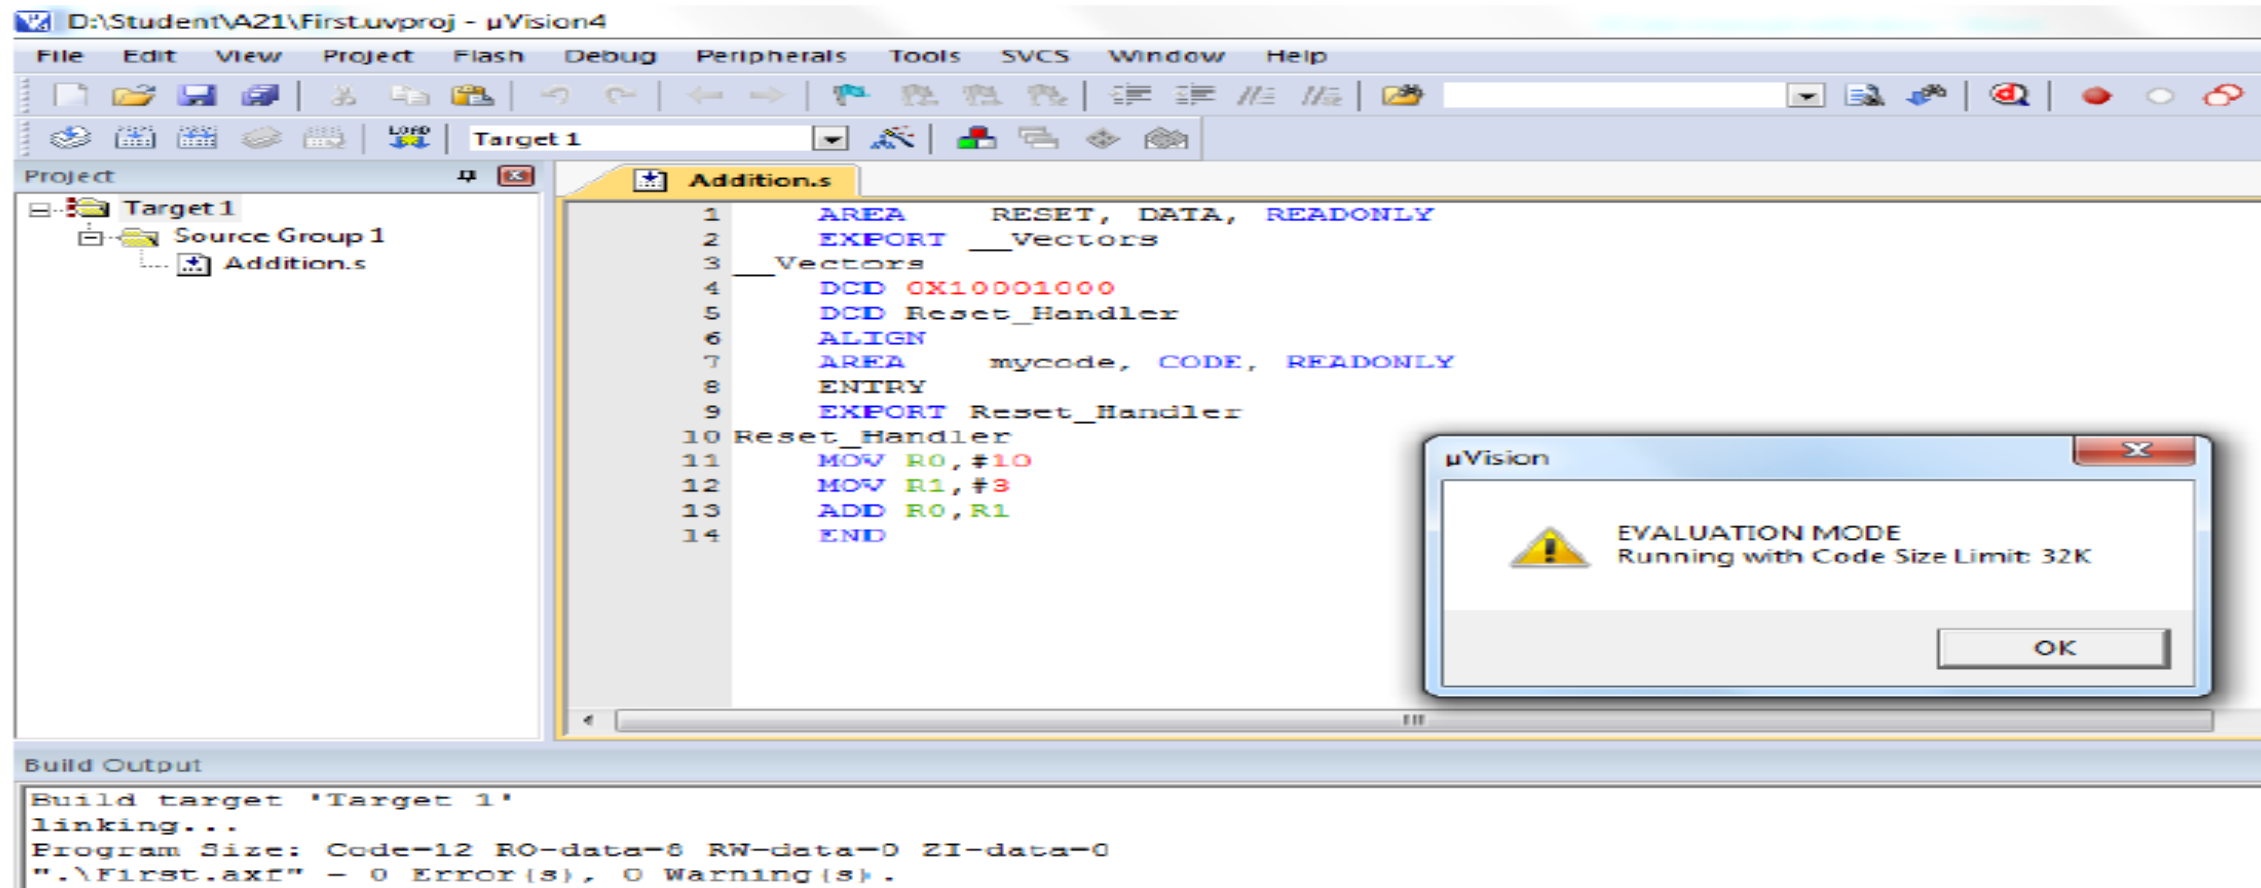 D:\Student\A21\First.uvproj - µVision4
File Edit View Project Flash Debug Peripherals Tools SVCS Window Help
LOAD Target 1
Project
Target 1
Source Group 1
Addition.s
Addition.s
1 AREA RESET, DATA, READONLY
2 EXPORT __Vectors
3 __Vectors
4 DCD 0X10001000
5 DCD Reset_Handler
6 ALIGN
7 AREA mycode, CODE, READONLY
8 ENTRY
9 EXPORT Reset_Handler
10 Reset_Handler
11 MOV R0,#10
12 MOV R1,#3
13 ADD R0,R1
14 END
µVision
EVALUATION MODE
Running with Code Size Limit: 32K
OK
Build Output
Build target 'Target 1'
linking...
Program Size: Code=12 RO-data=8 RW-data=0 ZI-data=0
".\First.axf" - 0 Error(s), 0 Warning(s).